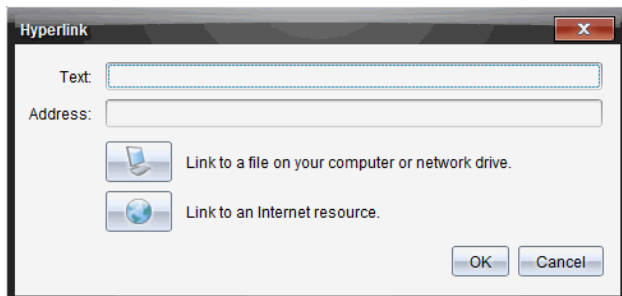 Hyperlink
Text:
Address:
Link to a file on your computer or network drive.
Link to an Internet resource.
OK Cancel